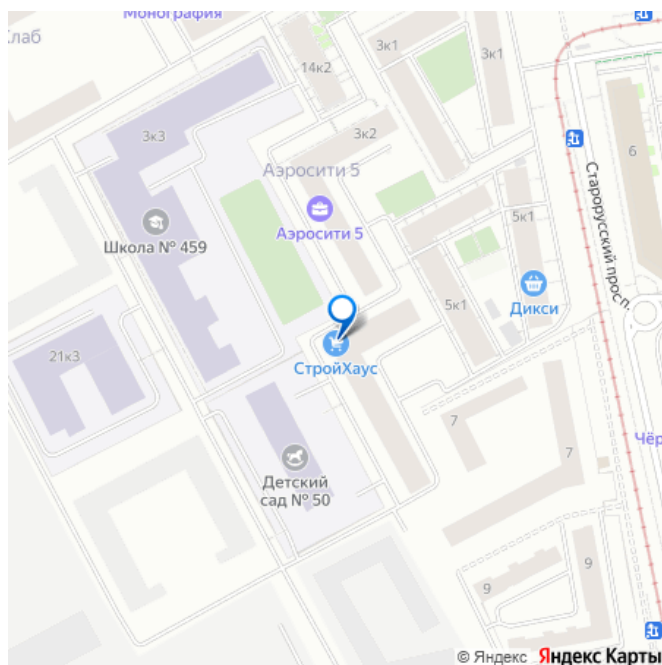 Монография
Клаб
14к2
3к1
3к1
3к3
3к2
6
Аэросити 5
Аэросити 5
Школа № 459
Старорусский просп.
5к1
5к1
Дикси
СтройХаус
21к3
7
7
Чёр
Детский
сад № 50
9
9
© Яндекс Яндекс Карты